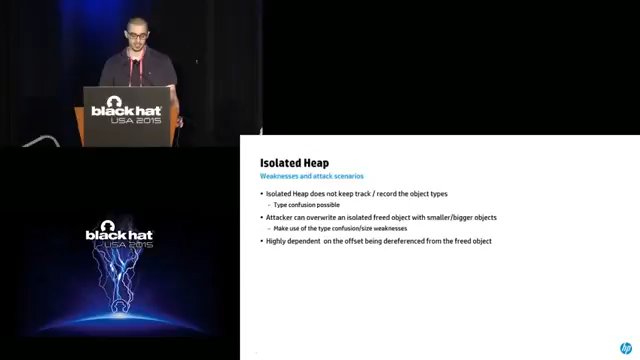 black hat
USA 2015
Isolated Heap
Weaknesses and attack scenarios
• Isolated Heap does not keep track / record the object types
– Type confusion possible
• Attacker can overwrite an isolated freed object with smaller/bigger objects
– Make use of the type confusion/size weaknesses
• Highly dependent on the offset being dereferenced from the freed object
black hat
USA 2015
hp